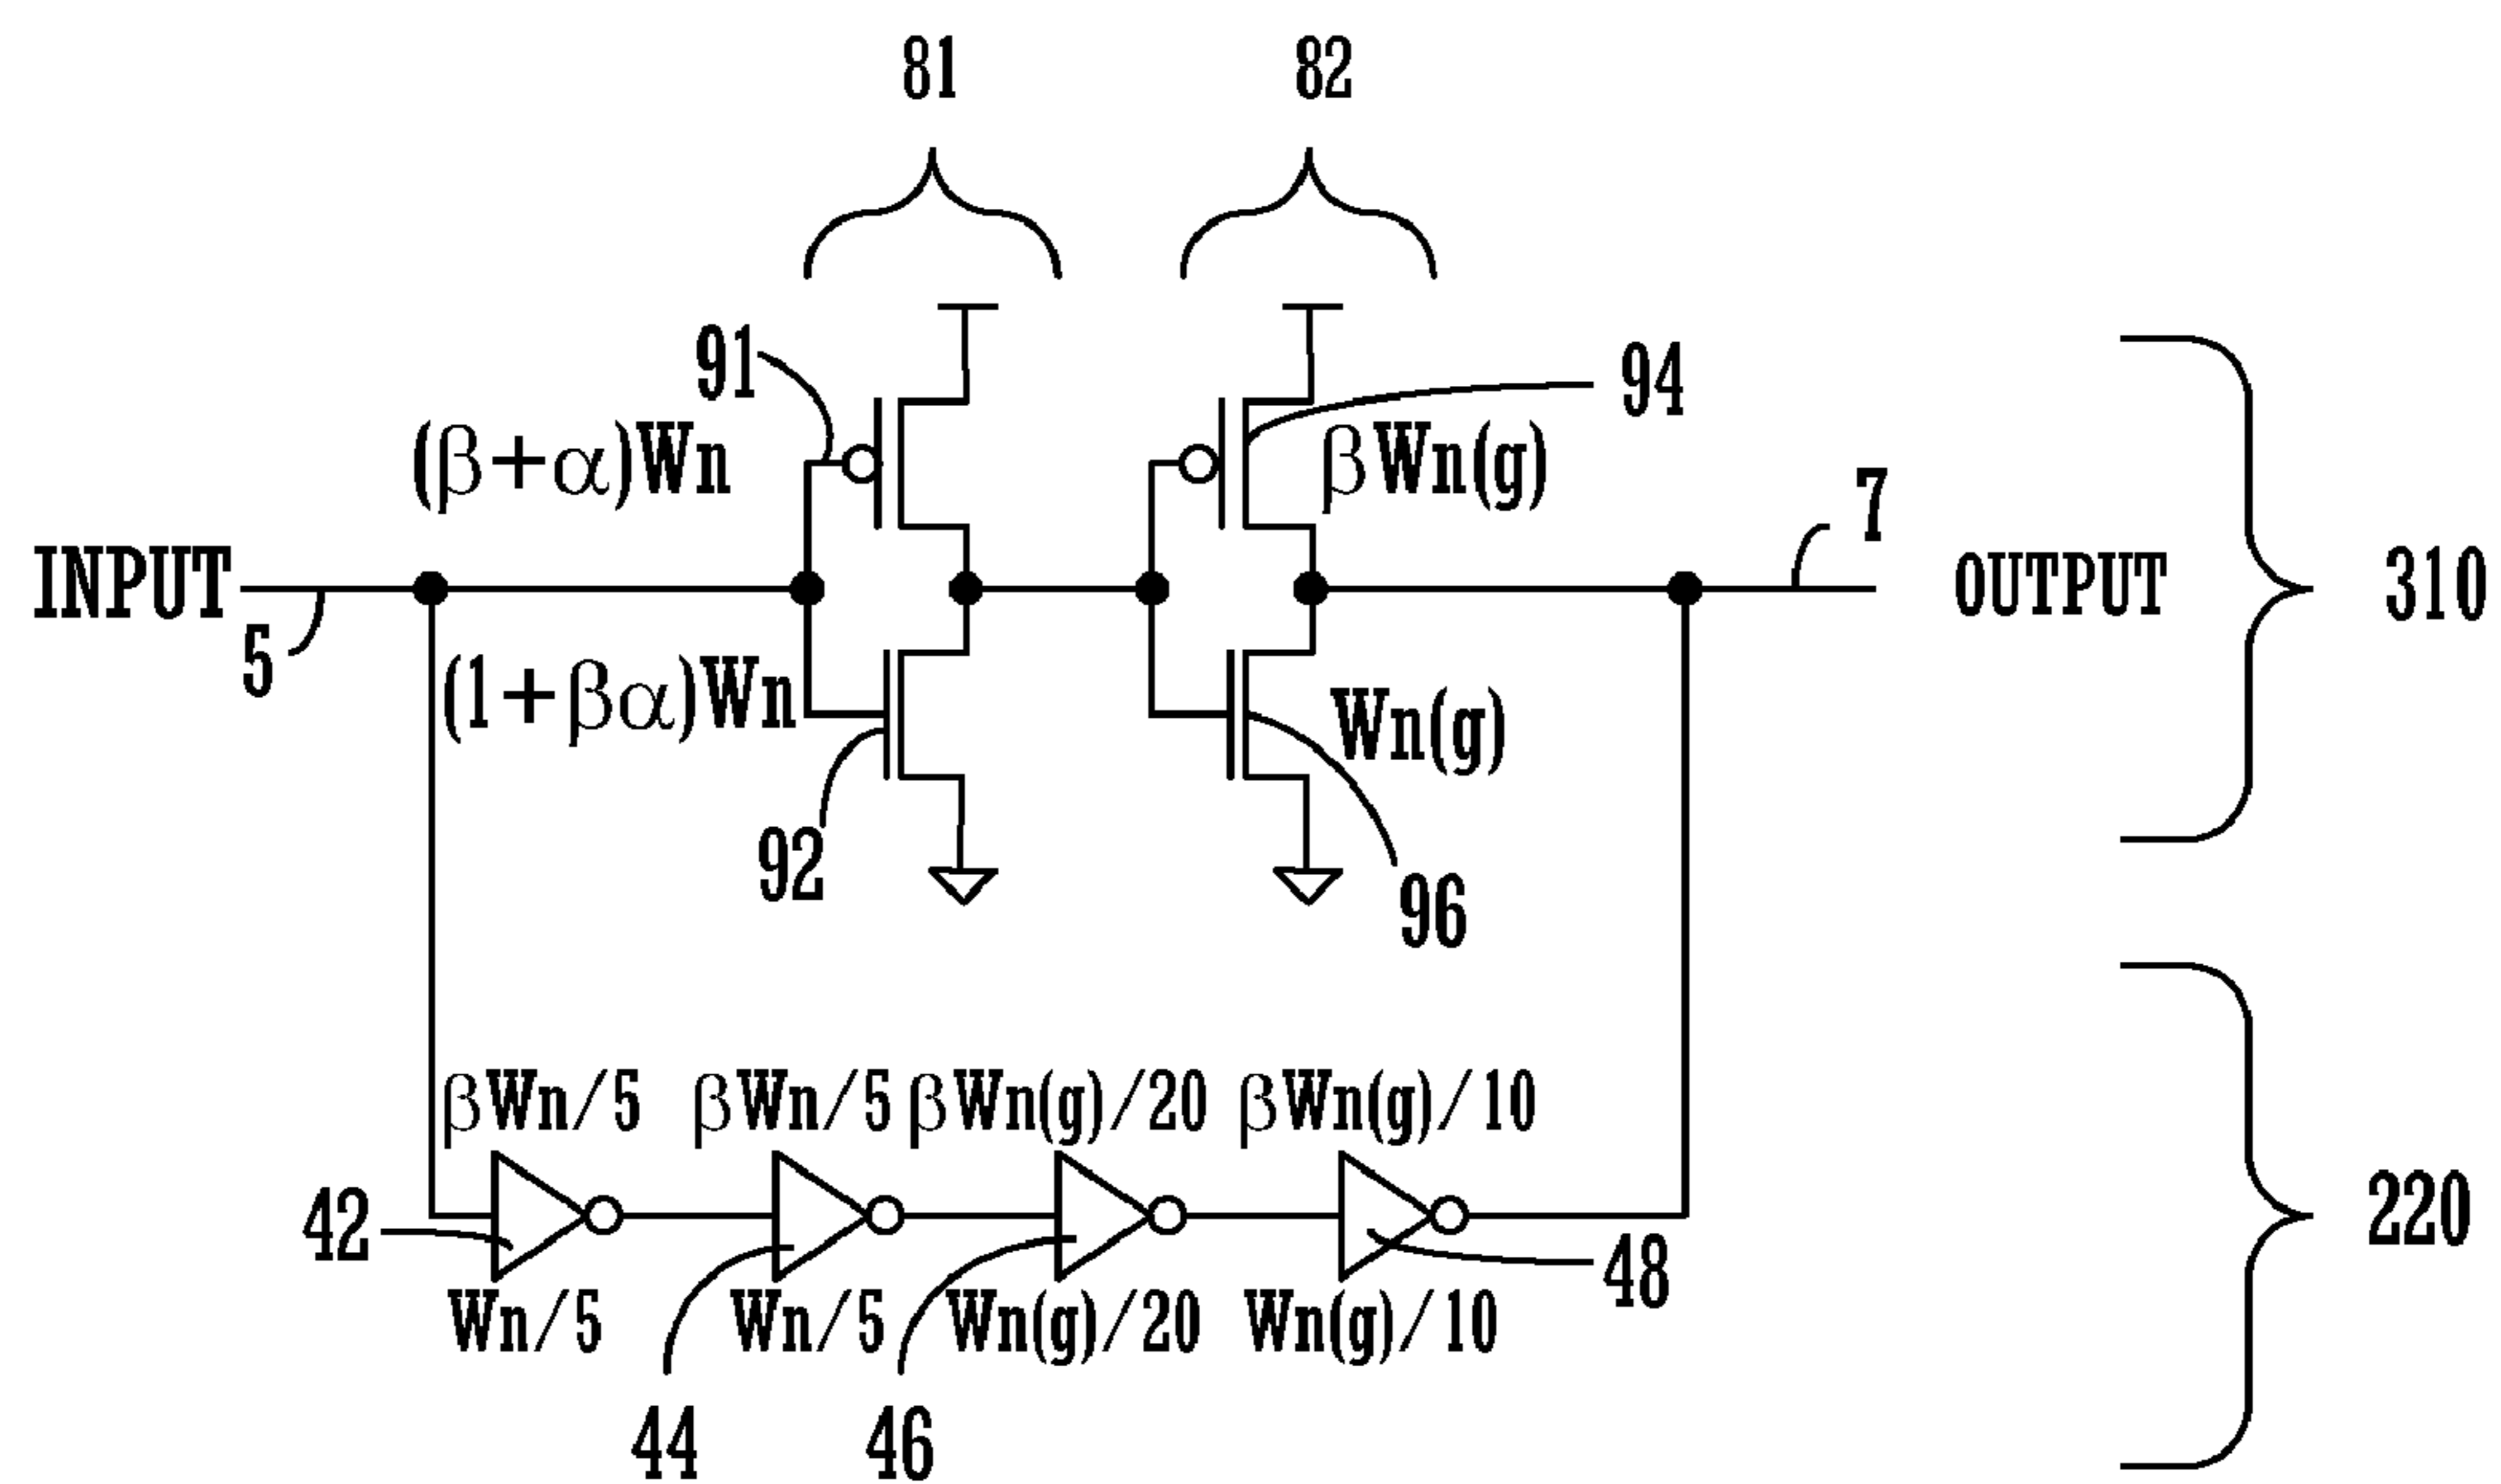 81
82
91
94
(β+α)Wn
βWn(g)
7
INPUT
OUTPUT
310
5
(1+βα)Wn
Wn(g)
92
96
βWn/5
βWn/5
βWn(g)/20
βWn(g)/10
42
48
220
Wn/5
Wn/5
Wn(g)/20
Wn(g)/10
44
46